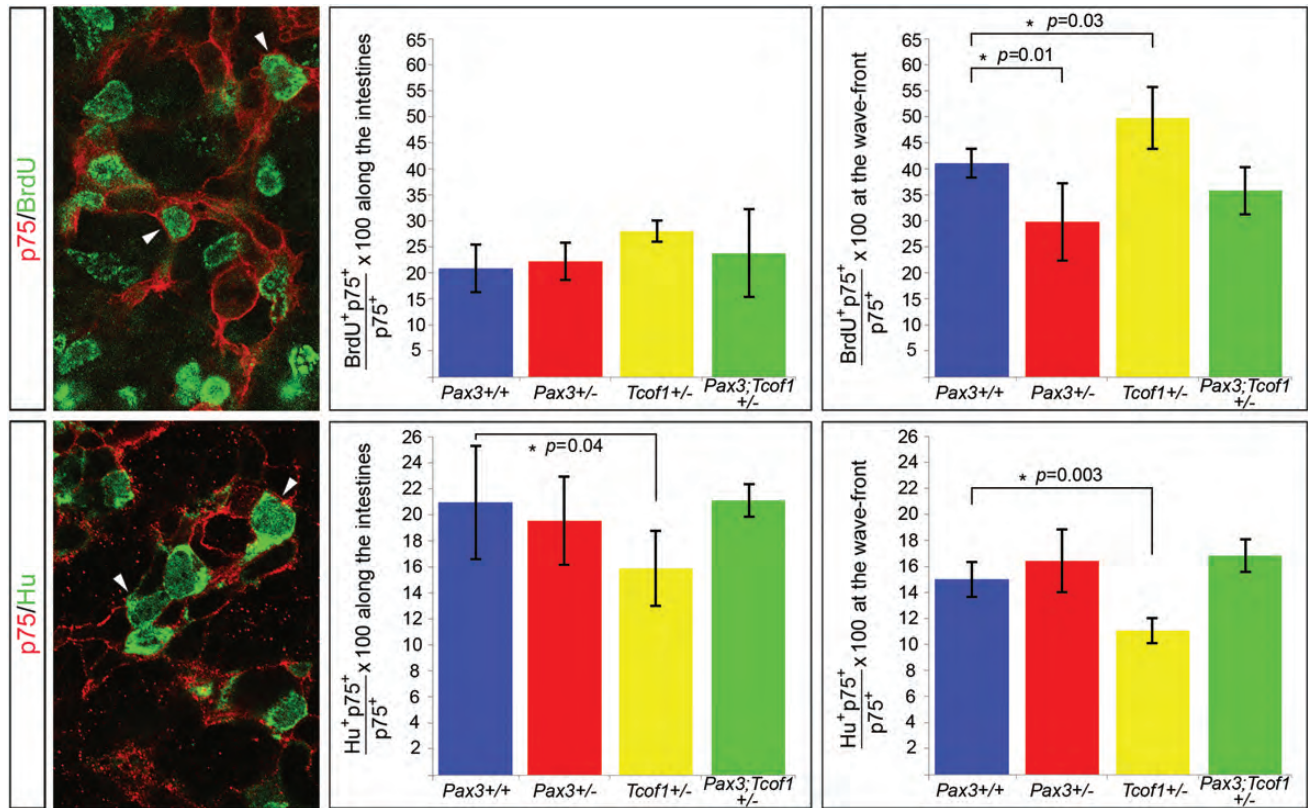 p75/BrdU
BrdU⁺p75⁺
p75⁺
x 100 along the intestines
65
60
55
50
45
40
35
30
25
20
15
10
5
Pax3+/+
Pax3+/-
Tcof1+/-
Pax3;Tcof1
+/-
BrdU⁺p75⁺
p75⁺
x 100 at the wave-front
65
60
55
50
45
40
35
30
25
20
15
10
5
* p=0.03
* p=0.01
Pax3+/+
Pax3+/-
Tcof1+/-
Pax3;Tcof1
+/-
p75/Hu
Hu⁺p75⁺
p75⁺
x 100 along the intestines
26
24
22
20
18
16
14
12
10
8
6
4
2
* p=0.04
Pax3+/+
Pax3+/-
Tcof1+/-
Pax3;Tcof1
+/-
Hu⁺p75⁺
p75⁺
x 100 at the wave-front
26
24
22
20
18
16
14
12
10
8
6
4
2
* p=0.003
Pax3+/+
Pax3+/-
Tcof1+/-
Pax3;Tcof1
+/-